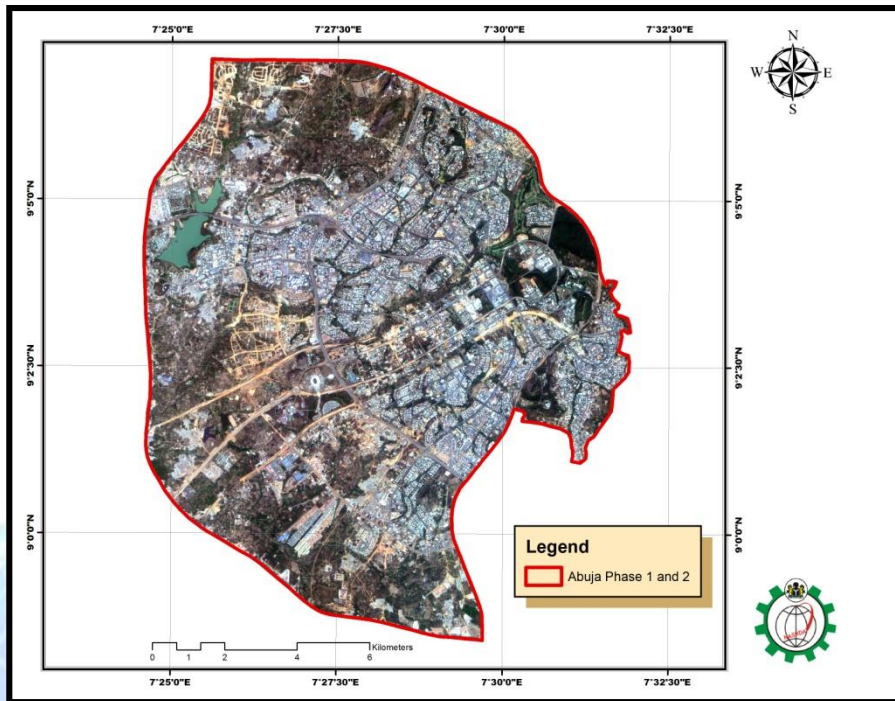 7°25'0"E 7°27'30"E 7°30'0"E 7°32'30"E
N
W E
S
9°5'0"N 9°5'0"N
9°2'30"N 9°2'30"N
9°0'0"N 9°0'0"N
Legend
Abuja Phase 1 and 2
Kilometers
0 1 2 4 6
NASRDA
7°25'0"E 7°27'30"E 7°30'0"E 7°32'30"E